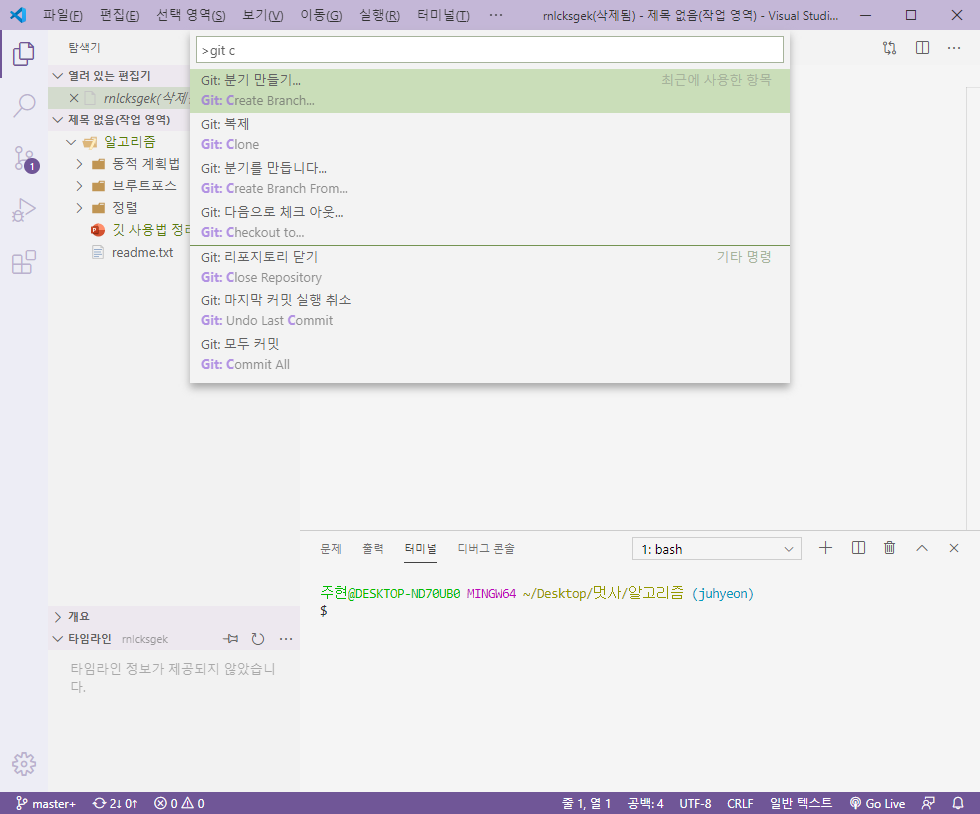 파일(F) 편집(E) 선택 영역(S) 보기(V) 이동(G) 실행(R) 터미널(T) ··· rnlcksgek(삭제됨) - 제목 없음(작업 영역) - Visual Studi...
탐색기
열려 있는 편집기
rnlcksgek(삭제
제목 없음(작업 영역)
알고리즘
동적 계획법
브루트포스
정렬
깃 사용법 정리
readme.txt
1
>git c
Git: 분기 만들기... 최근에 사용한 항목
Git: Create Branch...
Git: 복제
Git: Clone
Git: 분기를 만듭니다...
Git: Create Branch From...
Git: 다음으로 체크 아웃...
Git: Checkout to...
Git: 리포지토리 닫기 기타 명령
Git: Close Repository
Git: 마지막 커밋 실행 취소
Git: Undo Last Commit
Git: 모두 커밋
Git: Commit All
문제 출력 터미널 디버그 콘솔 1: bash
주현@DESKTOP-ND70UB0 MINGW64 ~/Desktop/멋사/알고리즘 (juhyeon)
$
개요
타임라인 rnlcksgek
타임라인 정보가 제공되지 않았습니
다.
master+ 2↓ 0↑ 0 0 줄 1, 열 1 공백: 4 UTF-8 CRLF 일반 텍스트 Go Live